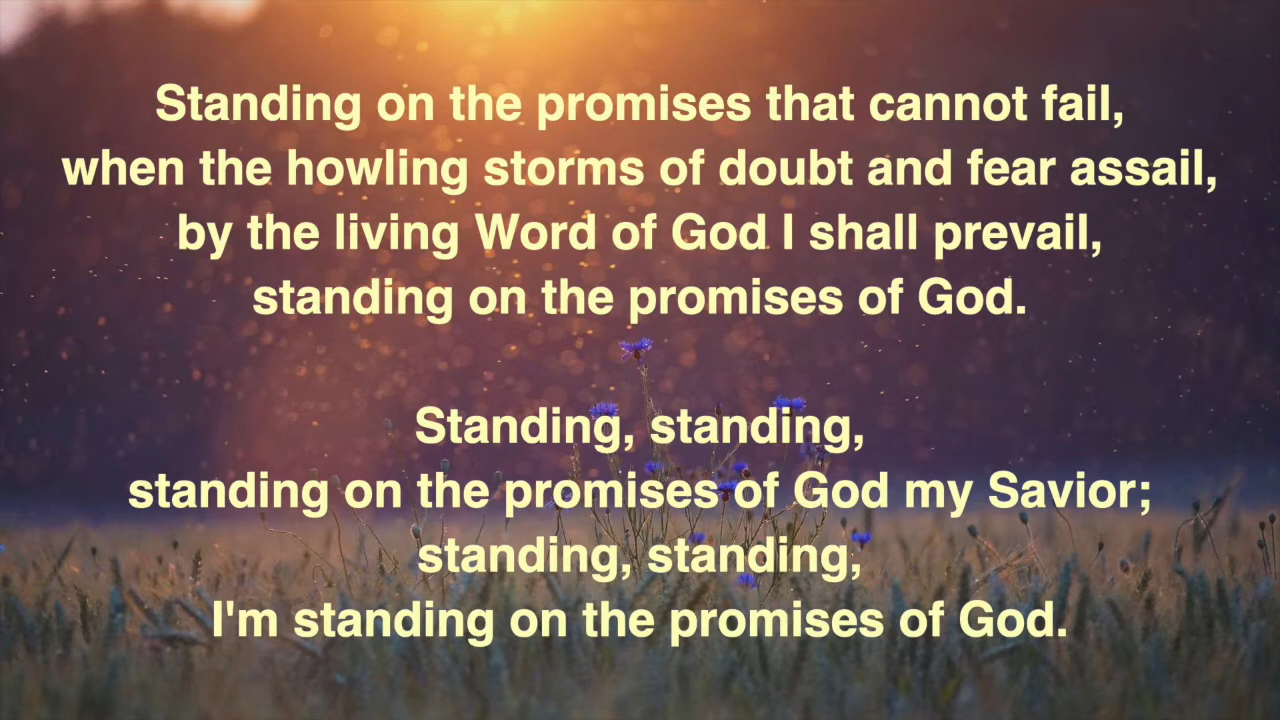 Standing on the promises that cannot fail,
when the howling storms of doubt and fear assail,
by the living Word of God I shall prevail,
standing on the promises of God.
Standing, standing,
standing on the promises of God my Savior;
standing, standing,
I'm standing on the promises of God.